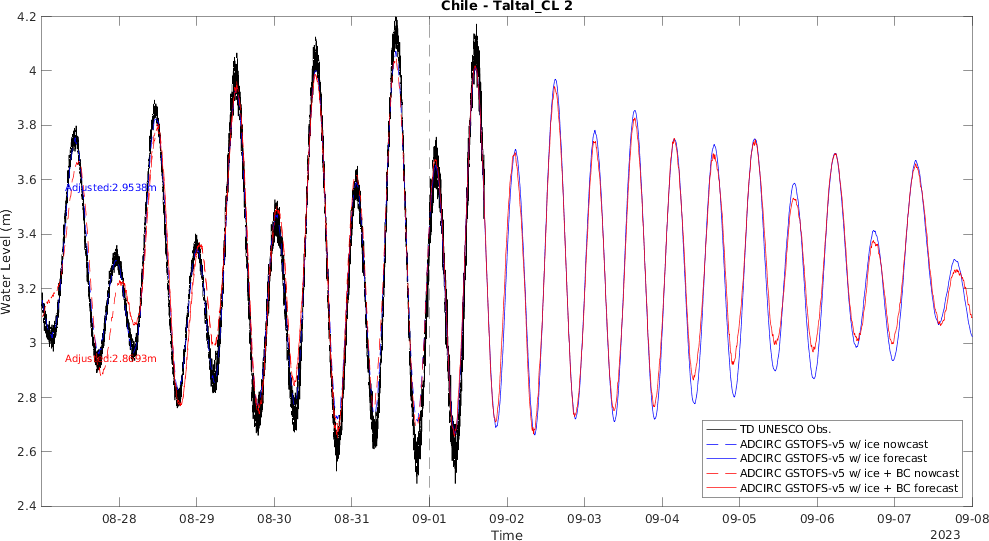 Chile - Taltal_CL 2
4.2
4
3.8
3.6
3.4
3.2
3
2.8
2.6
2.4
Water Level (m)
Adjusted:2.9538m
Adjusted:2.8693m
TD UNESCO Obs.
ADCIRC GSTOFS-v5 w/ ice nowcast
ADCIRC GSTOFS-v5 w/ ice forecast
ADCIRC GSTOFS-v5 w/ ice + BC nowcast
ADCIRC GSTOFS-v5 w/ ice + BC forecast
08-28 08-29 08-30 08-31 09-01 09-02 09-03 09-04 09-05 09-06 09-07 09-08
Time
2023